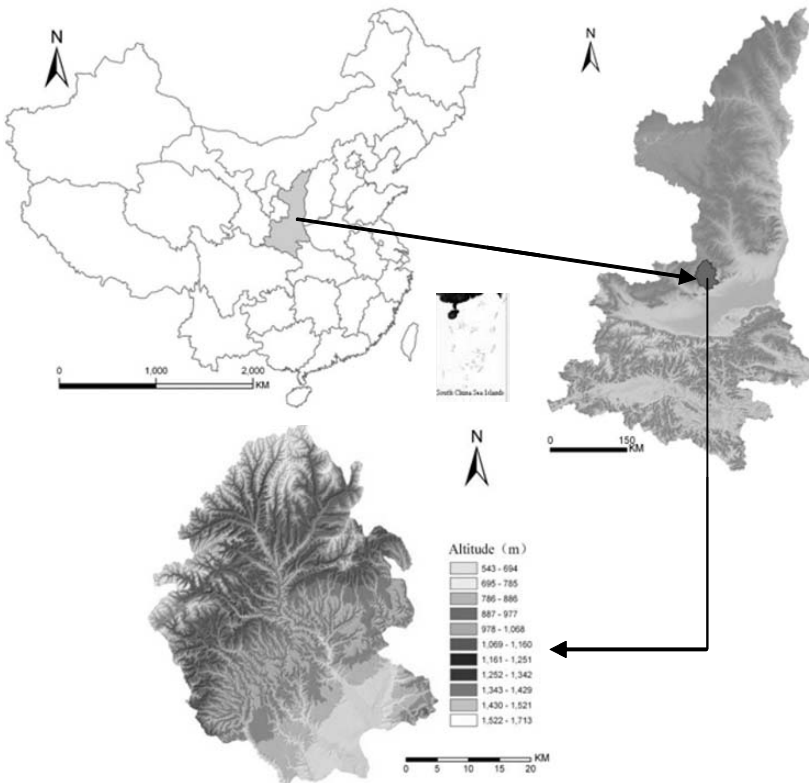 N
N
0 1,000 2,000
KM
South China Sea Islands
0 150
KM
N
Altitude（m）
543 - 694
695 - 785
786 - 886
887 - 977
978 - 1,068
1,069 - 1,160
1,161 - 1,251
1,252 - 1,342
1,343 - 1,429
1,430 - 1,521
1,522 - 1,713
KM
0 5 10 15 20